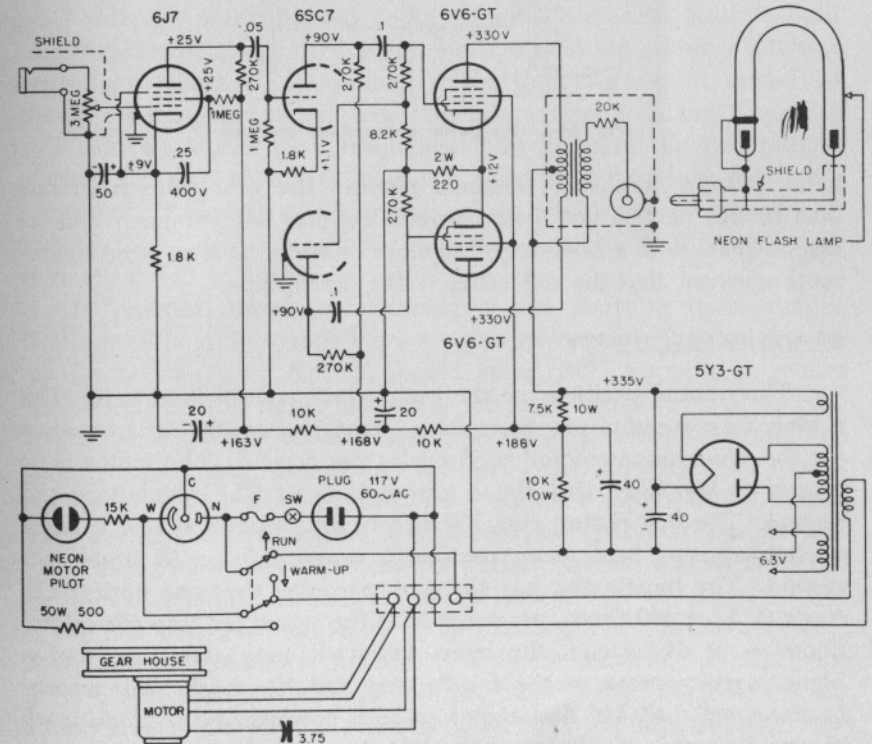 6J7
6SC7
6V6-GT
SHIELD
+25V
.05
+90V
.1
+330V
3 MEG
+25V
270K
1MEG
270K
270K
20K
1 MEG
1.8K
+1.1V
8.2K
2W
220
+12V
+9V
.25
400V
50
270K
SHIELD
NEON FLASH LAMP
1.8K
+90V
.1
+330V
270K
6V6-GT
5Y3-GT
+335V
20
10K
20
10K
7.5K
10W
+163V
+168V
+188V
10K
10W
40
40
6.3V
G
PLUG
117V
60~AC
15K
W
N
F
SW
NEON
MOTOR
PILOT
RUN
WARM-UP
50W 500
GEAR HOUSE
MOTOR
3.75